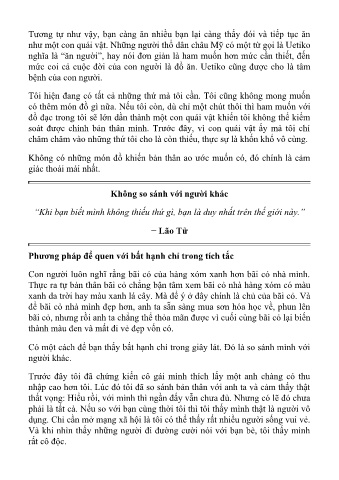 Tương tự như vậy, bạn càng ăn nhiều bạn lại càng thấy đói và tiếp tục ăn
như một con quái vật. Những người thổ dân châu Mỹ có một từ gọi là Uetiko
nghĩa là “ăn người”, hay nói đơn giản là ham muốn hơn mức cần thiết, đến
mức coi cả cuộc đời của con người là đồ ăn. Uetiko cũng được cho là tâm
bệnh của con người.
Tôi hiện đang có tất cả những thứ mà tôi cần. Tôi cũng không mong muốn
có thêm món đồ gì nữa. Nếu tôi còn, dù chỉ một chút thôi thì ham muốn với
đồ đạc trong tôi sẽ lớn dần thành một con quái vật khiến tôi không thể kiểm
soát được chính bản thân mình. Trước đây, vì con quái vật ấy mà tôi chỉ
chăm chăm vào những thứ tôi cho là còn thiếu, thực sự là khốn khổ vô cùng.
Không có những món đồ khiến bản thân ao ước muốn có, đó chính là cảm
giác thoải mái nhất.
Không so sánh với người khác
“Khi bạn biết mình không thiếu thứ gì, bạn là duy nhất trên thế giới này.”
− Lão Tử
Phương pháp để quen với bất hạnh chỉ trong tích tắc
Con người luôn nghĩ rằng bãi cỏ của hàng xóm xanh hơn bãi cỏ nhà mình.
Thực ra tự bản thân bãi cỏ chẳng bận tâm xem bãi cỏ nhà hàng xóm có màu
xanh da trời hay màu xanh lá cây. Mà để ý ở đây chính là chủ của bãi cỏ. Và
để bãi cỏ nhà mình đẹp hơn, anh ta sẵn sàng mua sơn hóa học về, phun lên
bãi cỏ, nhưng rồi anh ta chẳng thể thỏa mãn được vì cuối cùng bãi cỏ lại biến
thành màu đen và mất đi vẻ đẹp vốn có.
Có một cách để bạn thấy bất hạnh trong giây lát. Đó là so sánh mình với
người khác.
Trước đây tôi đã chứng kiến cô gái mình thích lấy một anh chàng có thu
nhập cao hơn tôi. Lúc đó tôi đã so sánh bản thân với anh ta và cảm thấy thật
thất vọng: Hiểu rồi, với mình thì ngần đấy vẫn chưa đủ. Nhưng có lẽ đó chưa
phải là tất cả. Nếu so với bạn cùng thời tôi thì tôi thấy mình thật là người vô
dụng. Chỉ cần mở mạng xã hội là tôi có thể thấy rất nhiều người sống vui vẻ.
Và khi nhìn thấy những người đi đường cười nói với bạn bè, tôi thấy mình
rất cô độc.